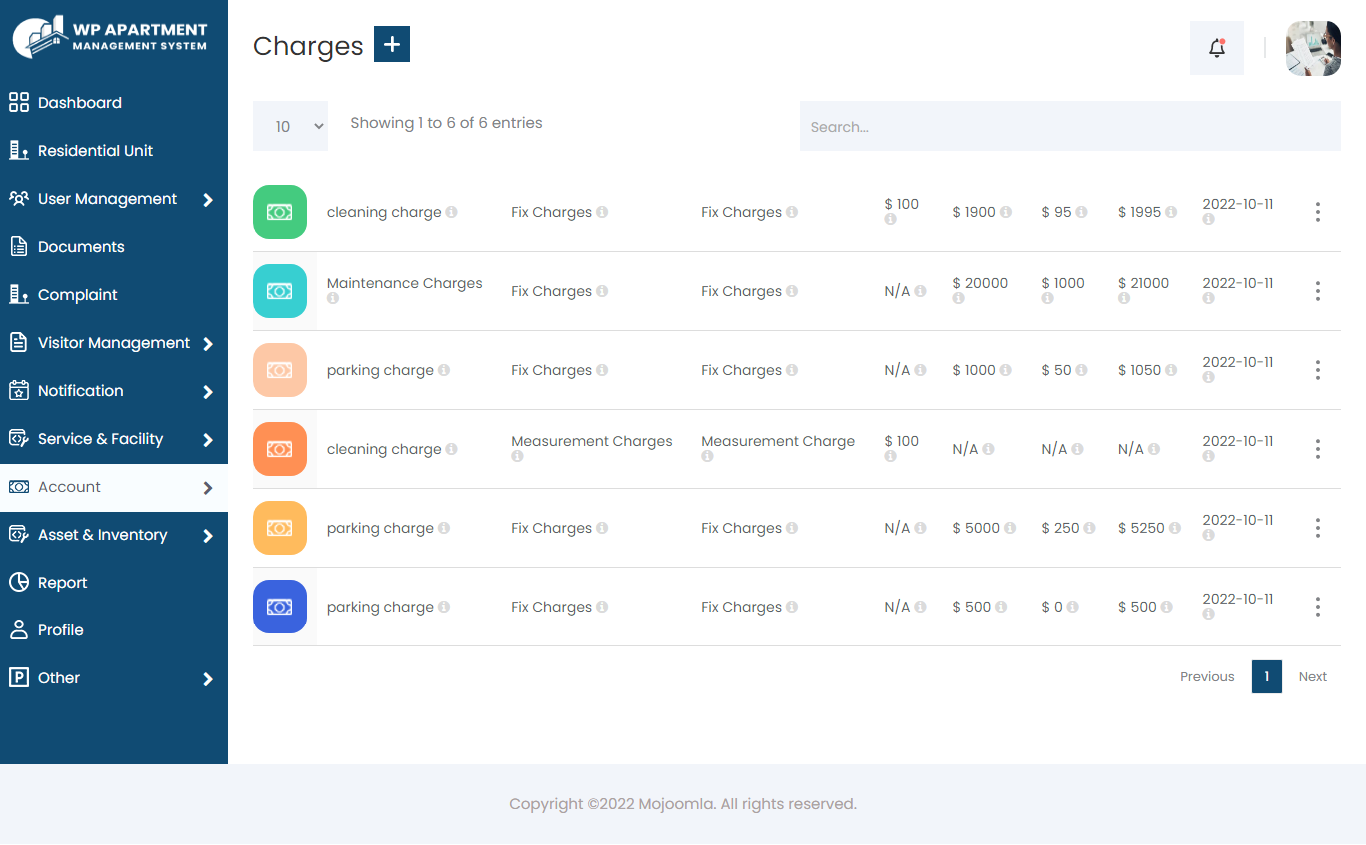 WP APARTMENT
MANAGEMENT SYSTEM
Dashboard
Residential Unit
User Management
Documents
Complaint
Visitor Management
Notification
Service & Facility
Account
Asset & Inventory
Report
Profile
Other
Charges +
10 Showing 1 to 6 of 6 entries Search...
cleaning charge Fix Charges Fix Charges $ 100 $ 1900 $ 95 $ 1995 2022-10-11
Maintenance Charges Fix Charges Fix Charges N/A $ 20000 $ 1000 $ 21000 2022-10-11
parking charge Fix Charges Fix Charges N/A $ 1000 $ 50 $ 1050 2022-10-11
cleaning charge Measurement Charges Measurement Charge $ 100 N/A N/A N/A 2022-10-11
parking charge Fix Charges Fix Charges N/A $ 5000 $ 250 $ 5250 2022-10-11
parking charge Fix Charges Fix Charges N/A $ 500 $ 0 $ 500 2022-10-11
Previous 1 Next
Copyright ©2022 Mojoomla. All rights reserved.